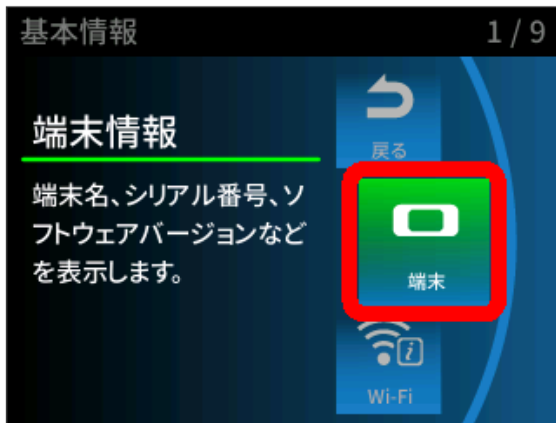 基本情報 1 / 9
端末情報
端末名、シリアル番号、ソ
フトウェアバージョンなど
を表示します。
戻る
端末
i
Wi-Fi